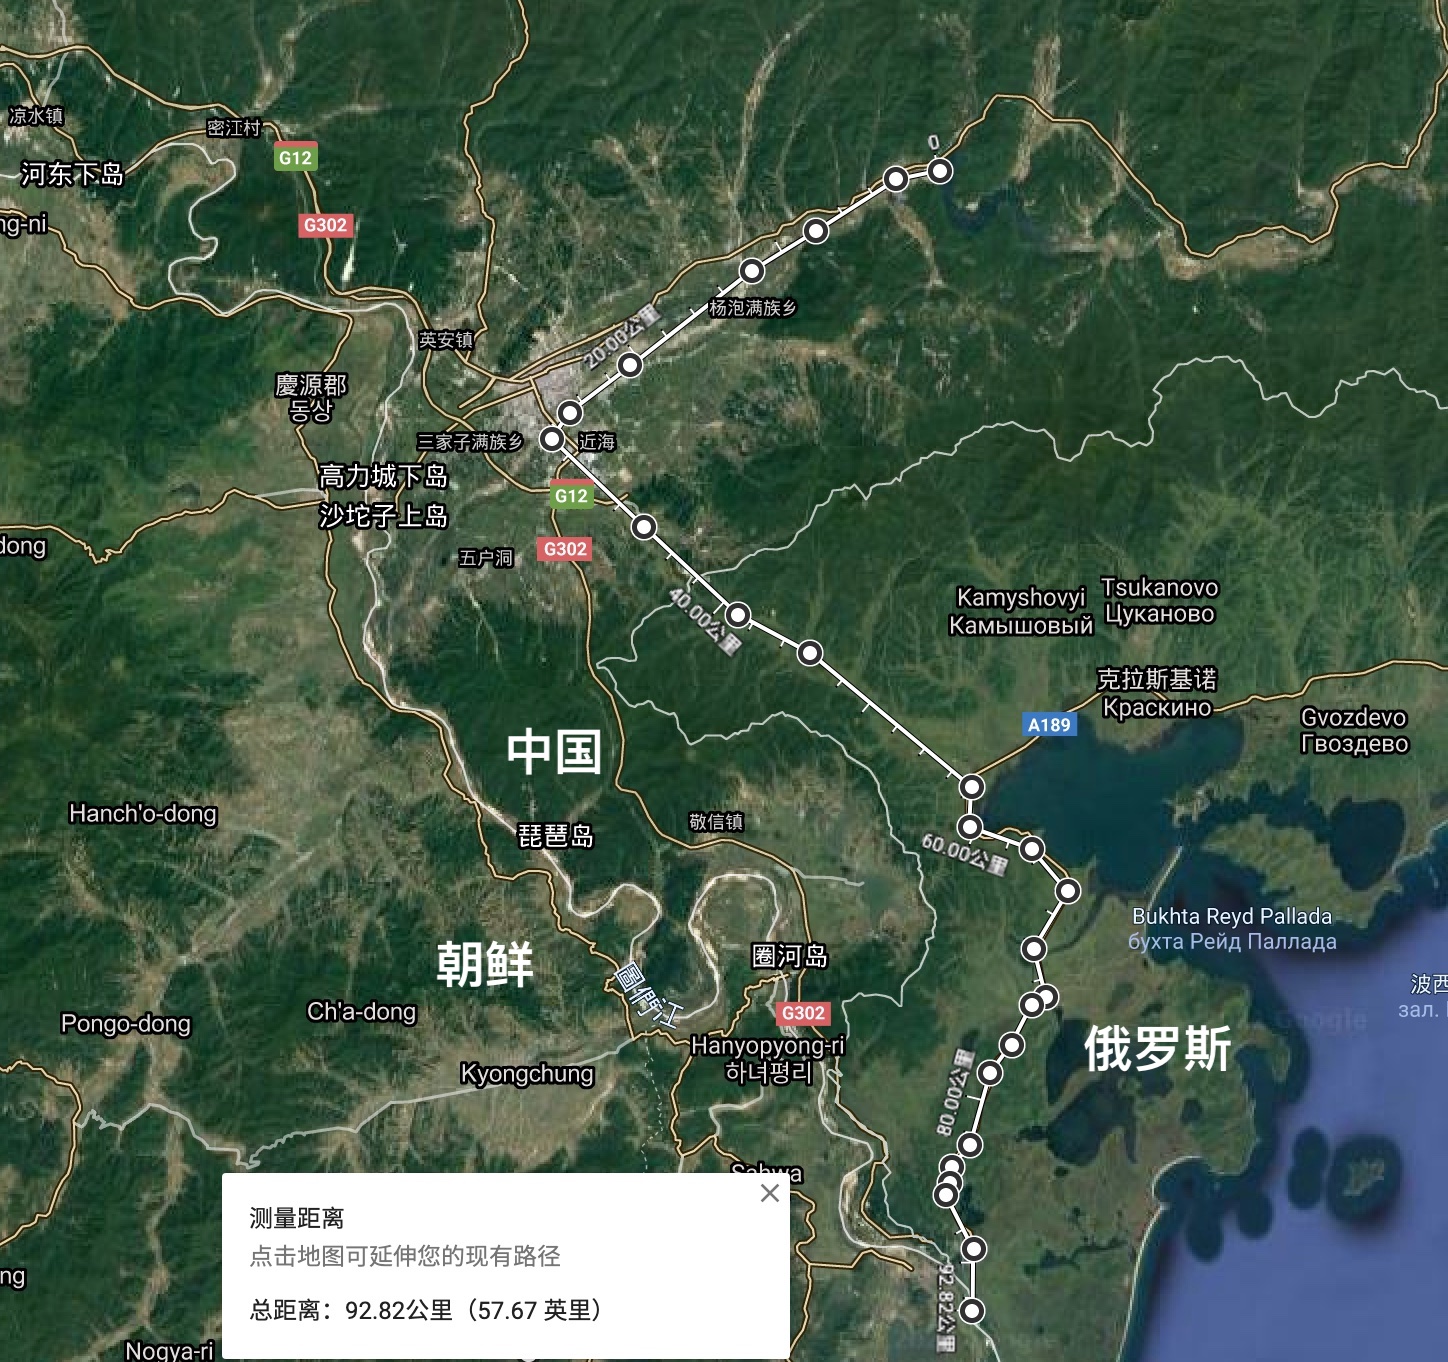 0
凉水镇
密江村
G12
河东下岛
G302
ng-ni
20.00公里
杨泡满族乡
英安镇
慶源郡
동상
三家子满族乡
近海
高力城下岛
沙坨子上岛
G12
G302
dong
五户洞
40.00公里
Kamyshovyi
Камышовый
Tsukanovo
Цуканово
克拉斯基诺
Краскино
A189
Gvozdevo
Гвоздево
中国
Hanch'o-dong
琵琶岛
敬信镇
60.00公里
Bukhta Reyd Pallada
бухта Рейд Паллада
朝鲜
圈河岛
圖們江
波西
зал.
G302
Google
Ch'a-dong
Pongo-dong
俄罗斯
Hanyopyong-ri
하녀평리
Kyongchung
80.00公里
Sahwa
测量距离
点击地图可延伸您的现有路径
总距离：92.82公里（57.67 英里）
92.82公里
ng
Nogya-ri